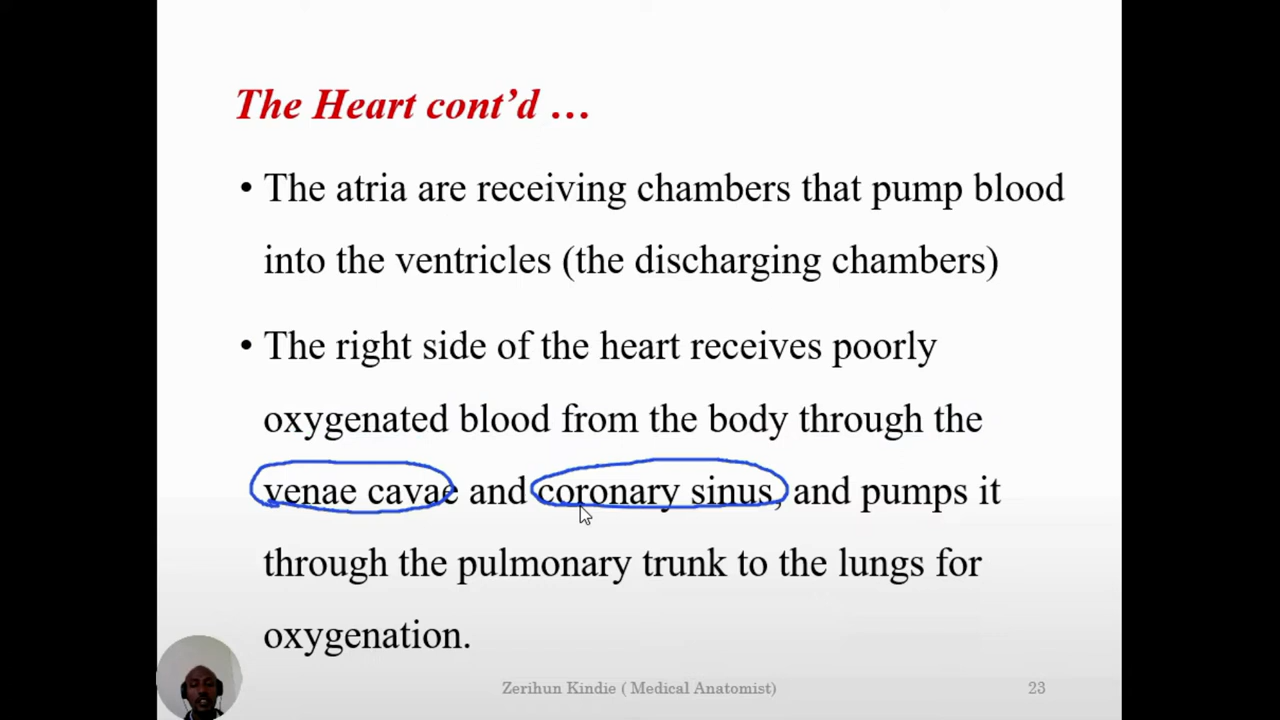 The Heart cont’d …
• The atria are receiving chambers that pump blood
into the ventricles (the discharging chambers)
• The right side of the heart receives poorly
oxygenated blood from the body through the
venae cavae and coronary sinus, and pumps it
through the pulmonary trunk to the lungs for
oxygenation.
Zerihun Kindie ( Medical Anatomist) 23